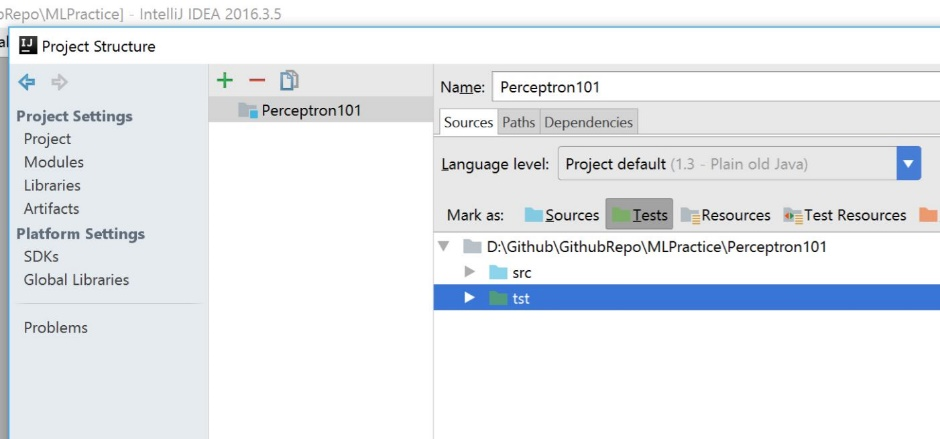 bRepo\MLPractice] - IntelliJ IDEA 2016.3.5
Project Structure
Project Settings
Project
Modules
Libraries
Artifacts
Platform Settings
SDKs
Global Libraries
Problems
Perceptron101
Name: Perceptron101
Sources Paths Dependencies
Language level: Project default (1.3 - Plain old Java)
Mark as: Sources Tests Resources Test Resources
D:\Github\GithubRepo\MLPractice\Perceptron101
src
tst